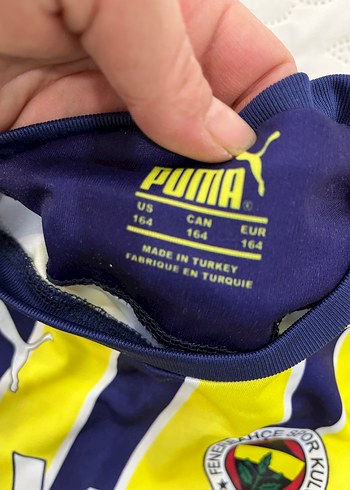 PUMA
US CAN EUR
164 164 164
MADE IN TURKEY
FABRIQUE EN TURQUIE
FENERBAHÇE SPOR KUL